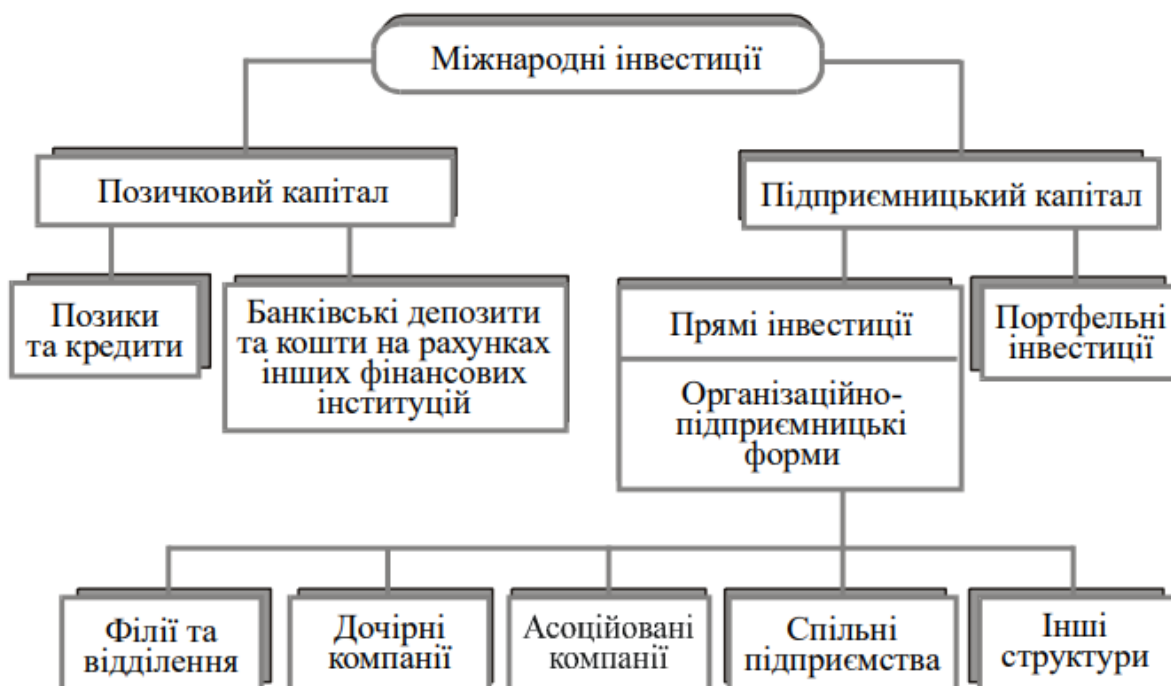 Міжнародні інвестиції
Позичковий капітал
Підприємницький капітал
Позики
та кредити
Банківські депозити
та кошти на рахунках
інших фінансових
інституцій
Прямі інвестиції
Організаційно-
підприємницькі
форми
Портфельні
інвестиції
Філії та
відділення
Дочірні
компанії
Асоційовані
компанії
Спільні
підприємства
Інші
структури